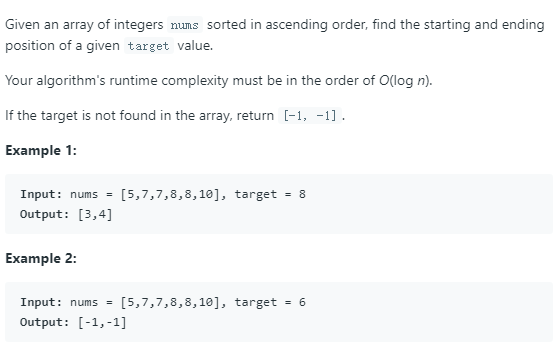 Given an array of integers nums sorted in ascending order, find the starting and ending
position of a given target value.
Your algorithm's runtime complexity must be in the order of O(log n).
If the target is not found in the array, return [-1, -1].
Example 1:
Input: nums = [5,7,7,8,8,10], target = 8
Output: [3,4]
Example 2:
Input: nums = [5,7,7,8,8,10], target = 6
Output: [-1,-1]